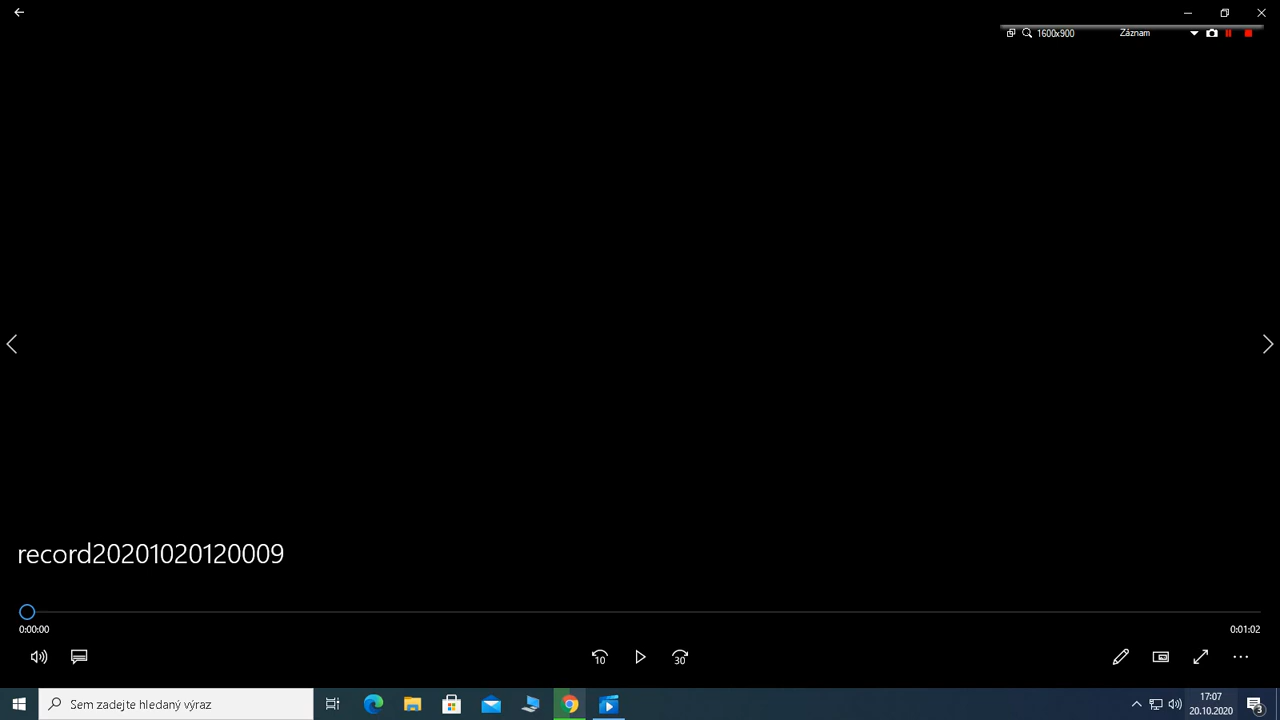 1600x900 Záznam
record20201020120009
0:00:00 0:01:02
10 30
Sem zadejte hledaný výraz
17:07
20.10.2020
3